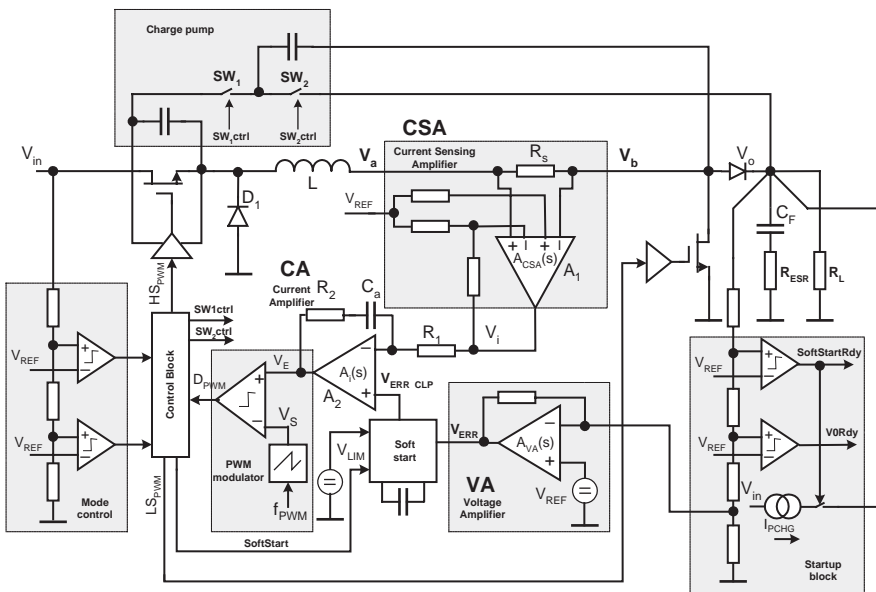 Charge pump
SW1
SW2
SW1ctrl
SW2ctrl
CSA
Vin
Va
Current Sensing
Amplifier
Rs
Vb
Vo
L
D1
VREF
CF
+ I + I
ACSA(s)
A1
RESR
RL
HSPWM
CA
Current
Amplifier
R2
Ca
SW1ctrl
SW2ctrl
R1
Vi
VREF
Control Block
DPWM
VE
Ai(s)
A2
VERR CLP
VREF
SoftStartRdy
VS
VERR
AVA(s)
VREF
V0Rdy
VREF
PWM
modulator
VLIM
Soft
start
VA
Voltage
Amplifier
VREF
Vin
Mode
control
LSPWM
fPWM
IPCHG
SoftStart
Startup
block